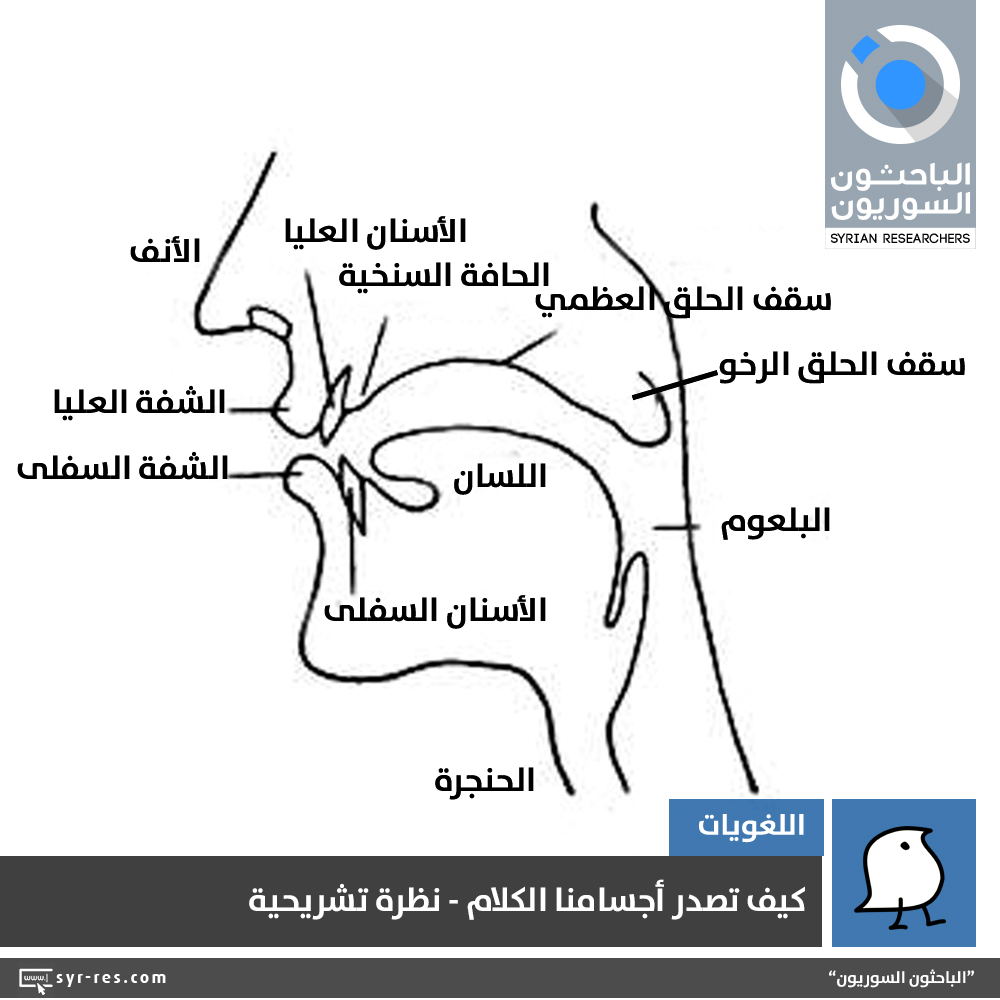 الباحثون
السوريون
SYRIAN RESEARCHERS
الأسنان العليا
الأنف
الحافة السنخية
سقف الحلق العظمي
سقف الحلق الرخو
الشفة العليا
الشفة السفلى
اللسان
البلعوم
الأسنان السفلى
الحنجرة
اللغويات
كيف تصدر أجسامنا الكلام - نظرة تشريحية
”الباحثون السوريون“
www. syr-res.com